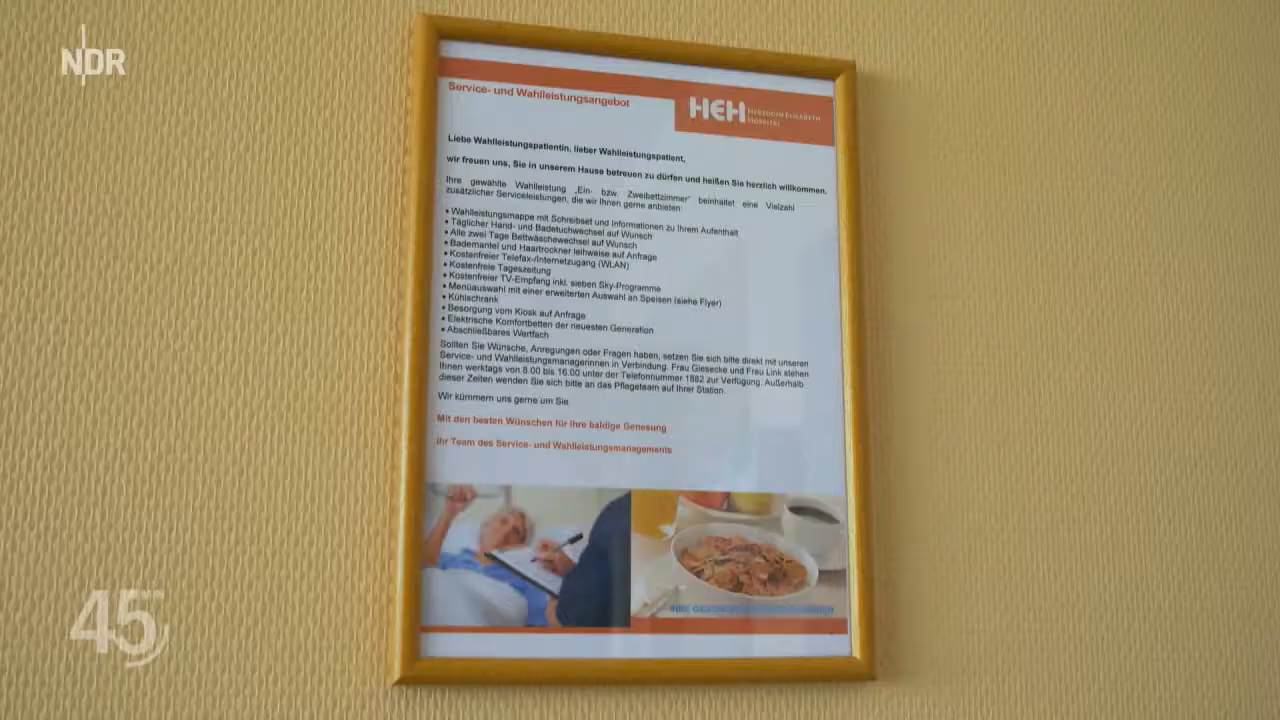 NDR
Service- und Wahlleistungsangebot
HEH HERZOGIN ELISABETH
HOSPITAL
Liebe Wahlleistungspatientin, lieber Wahlleistungspatient,
wir freuen uns, Sie in unserem Hause betreuen zu dürfen und heißen Sie herzlich willkommen.
Ihre gewählte Wahlleistung „Ein- bzw. Zweibettzimmer“ beinhaltet eine Vielzahl
zusätzlicher Serviceleistungen, die wir Ihnen gerne anbieten:
• Wahlleistungsmappe mit Schreibset und Informationen zu Ihrem Aufenthalt
• Täglicher Hand- und Badetuchwechsel auf Wunsch
• Alle zwei Tage Bettwäschewechsel auf Wunsch
• Bademantel und Haartrockner leihweise auf Anfrage
• Kostenfreier Telefax-/Internetzugang (WLAN)
• Kostenfreie Tageszeitung
• Kostenfreier TV-Empfang inkl. sieben Sky-Programme
• Menüauswahl mit einer erweiterten Auswahl an Speisen (siehe Flyer)
• Kühlschrank
• Besorgung vom Kiosk auf Anfrage
• Elektrische Komfortbetten der neuesten Generation
• Abschließbares Wertfach
Sollten Sie Wünsche, Anregungen oder Fragen haben, setzen Sie sich bitte direkt mit unseren
Service- und Wahlleistungsmanagerinnen in Verbindung. Frau Giesecke und Frau Link stehen
Ihnen werktags von 8.00 bis 16.00 unter der Telefonnummer 1882 zur Verfügung. Außerhalb
dieser Zeiten wenden Sie sich bitte an das Pflegeteam auf Ihrer Station.
Wir kümmern uns gerne um Sie.
Mit den besten Wünschen für Ihre baldige Genesung
Ihr Team des Service- und Wahlleistungsmanagements
45